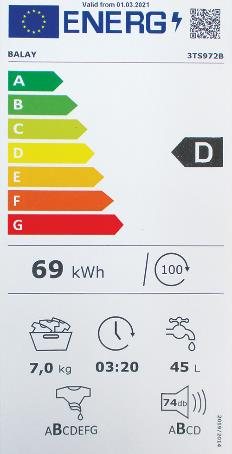 Valid from 01.03.2021
ENERG
BALAY 3TS972B
A
B
C
D
E
F
G
D
69 kWh 100
7,0 kg 03:20 45 L
ABCDEFG
74db
ABCD
2019/2014